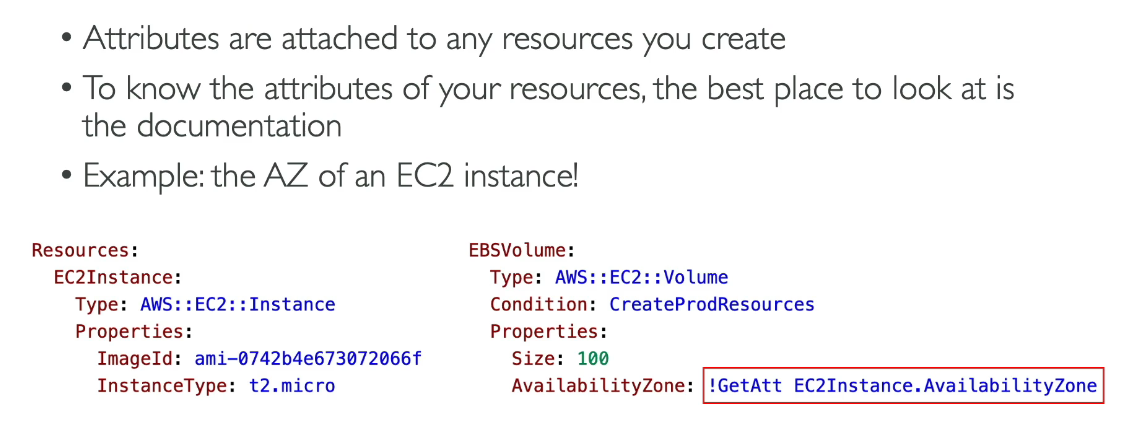 • Attributes are attached to any resources you create
• To know the attributes of your resources, the best place to look at is
the documentation
• Example: the AZ of an EC2 instance!
Resources:
EC2Instance:
Type: AWS::EC2::Instance
Properties:
ImageId: ami-0742b4e673072066f
InstanceType: t2.micro
EBSVolume:
Type: AWS::EC2::Volume
Condition: CreateProdResources
Properties:
Size: 100
AvailabilityZone: !GetAtt EC2Instance.AvailabilityZone